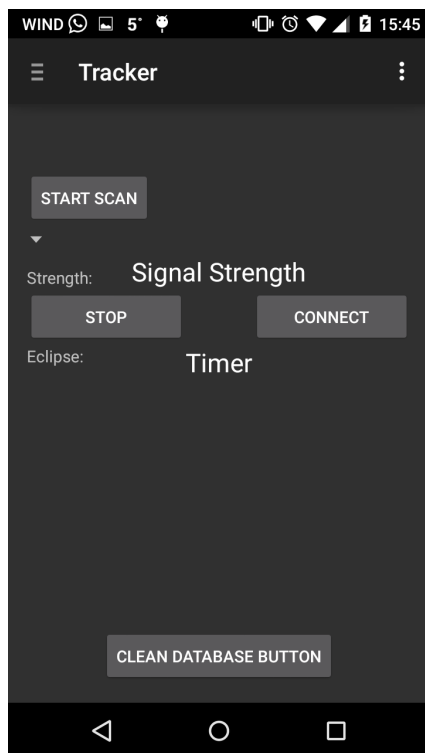 WIND 5° 15:45
Tracker
START SCAN
Strength: Signal Strength
STOP CONNECT
Eclipse: Timer
CLEAN DATABASE BUTTON